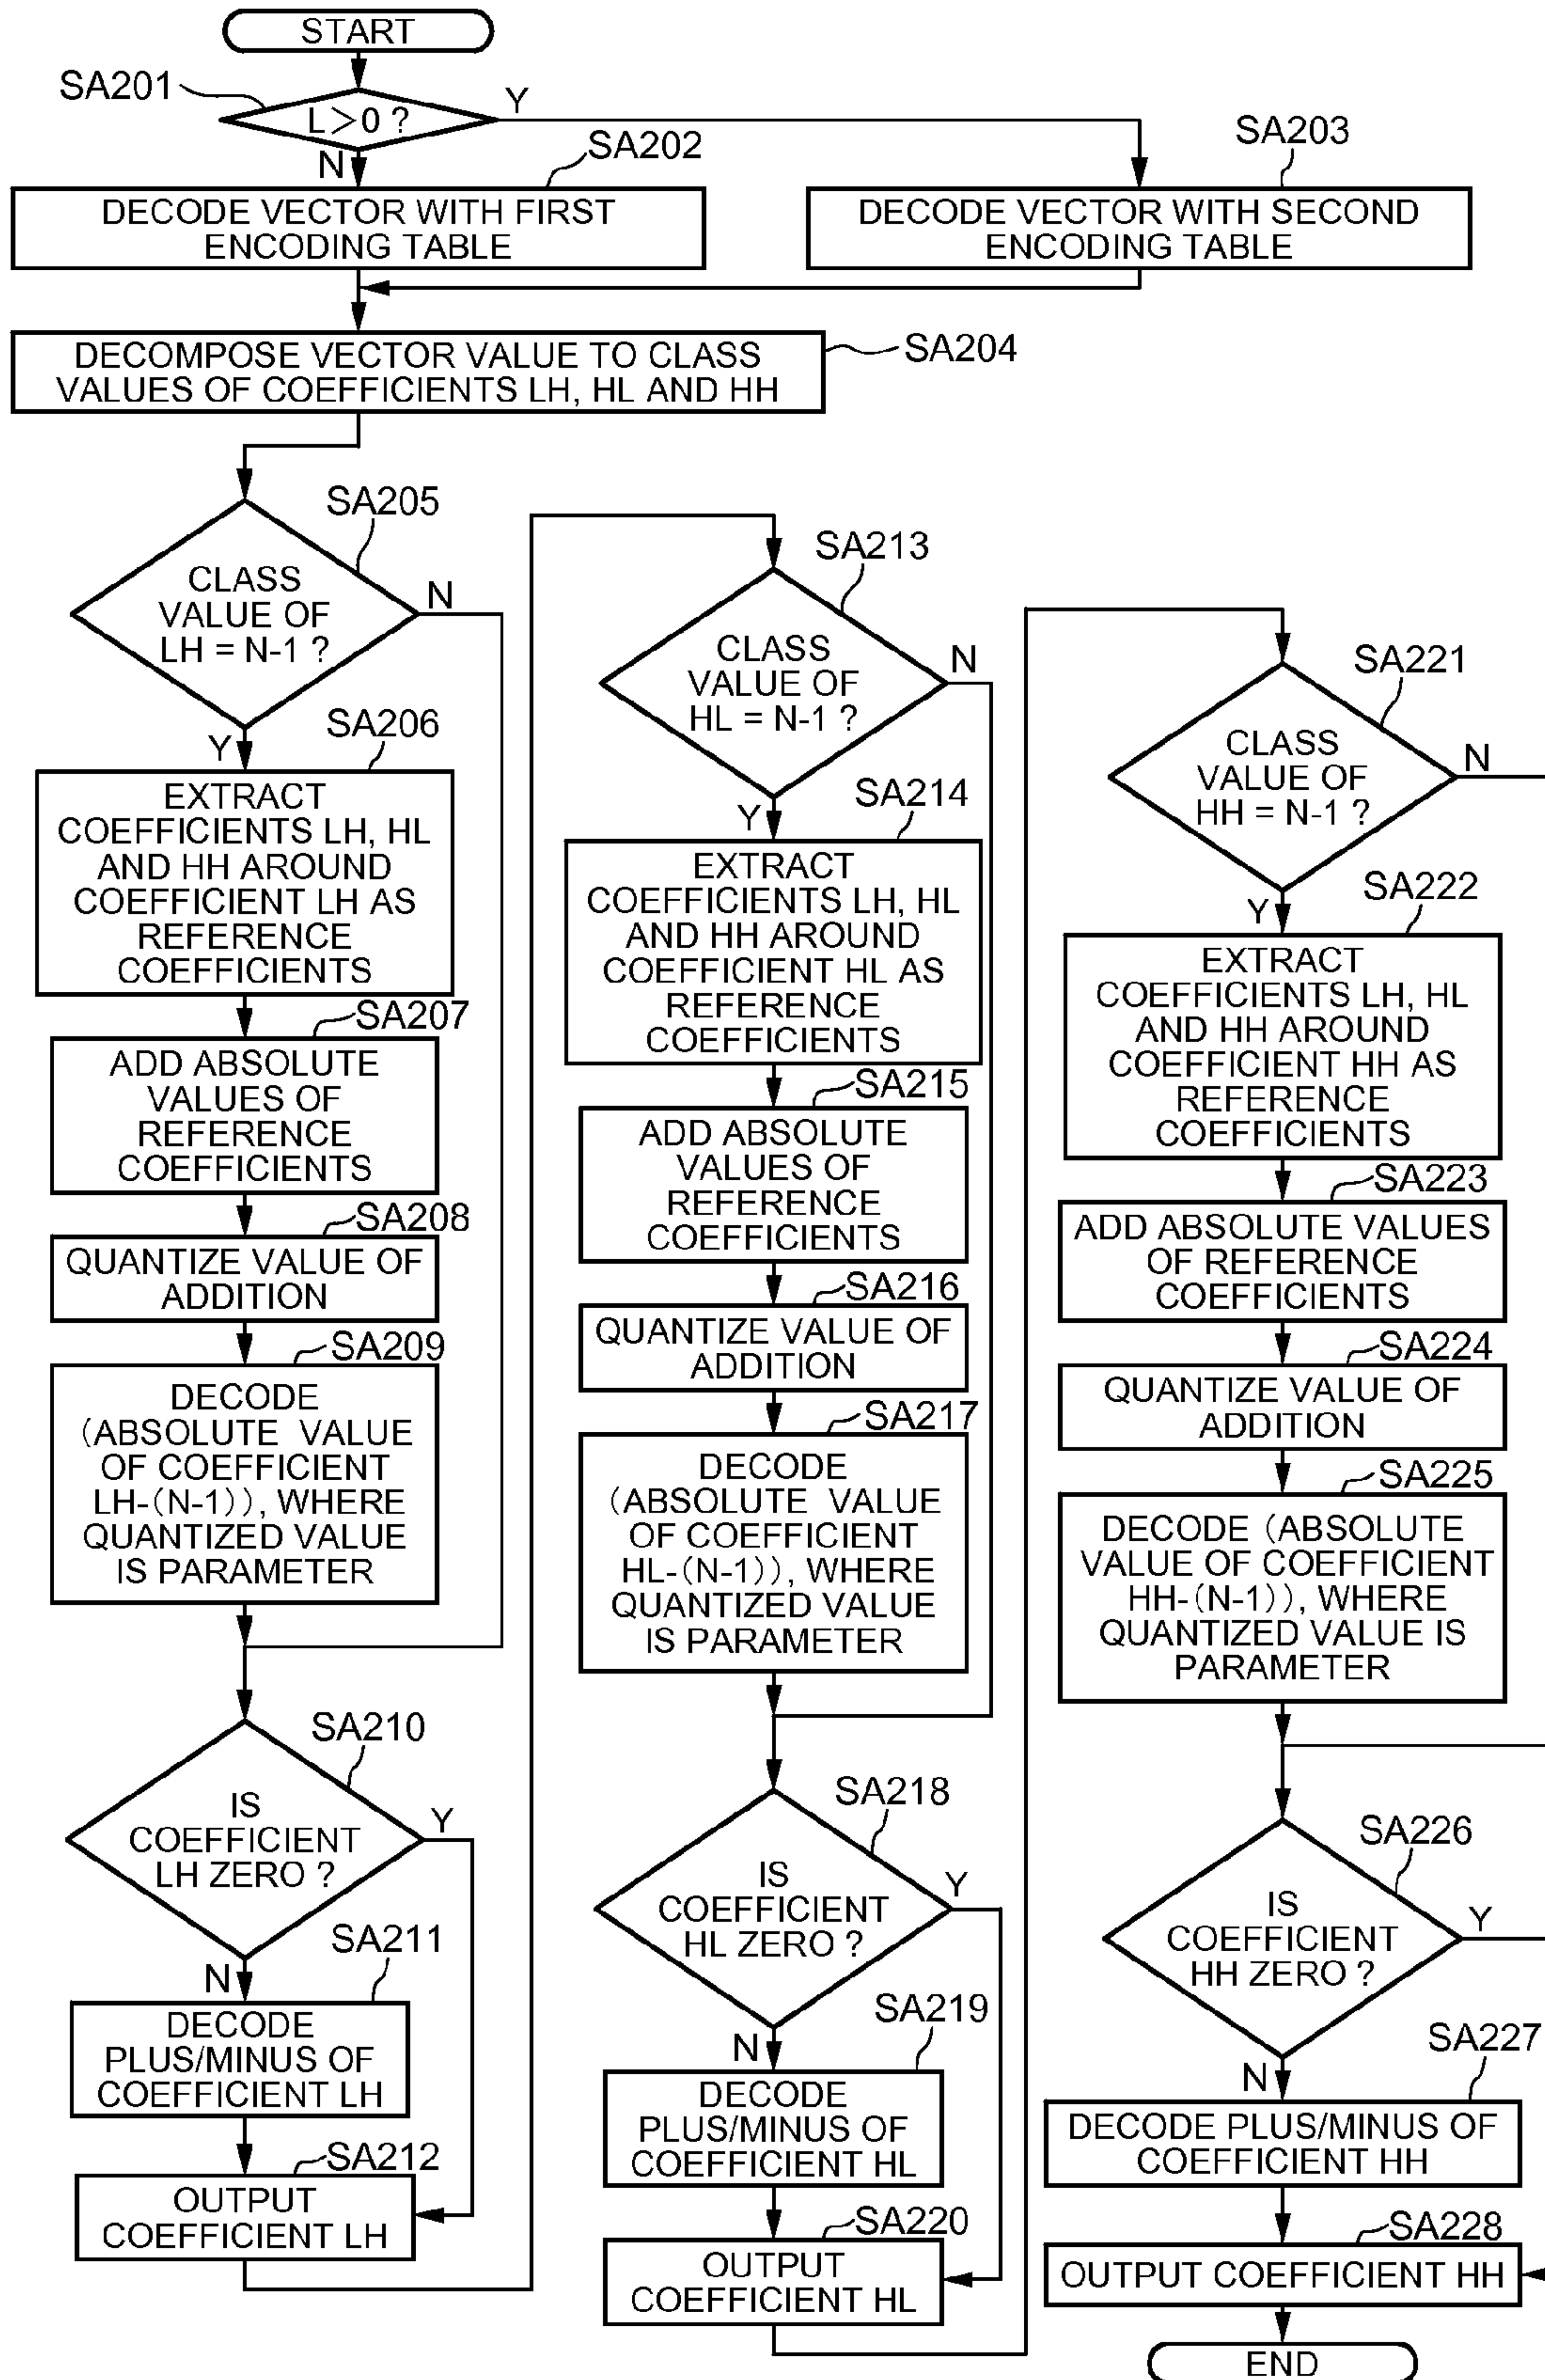 START
SA201
L>0 ?
Y
N
SA202
SA203
DECODE VECTOR WITH FIRST
ENCODING TABLE
DECODE VECTOR WITH SECOND
ENCODING TABLE
DECOMPOSE VECTOR VALUE TO CLASS
VALUES OF COEFFICIENTS LH, HL AND HH
SA204
SA205
CLASS
VALUE OF
LH = N-1 ?
N
Y
SA206
EXTRACT
COEFFICIENTS LH, HL
AND HH AROUND
COEFFICIENT LH AS
REFERENCE
COEFFICIENTS
SA207
ADD ABSOLUTE
VALUES OF
REFERENCE
COEFFICIENTS
SA208
QUANTIZE VALUE OF
ADDITION
SA209
DECODE
(ABSOLUTE VALUE
OF COEFFICIENT
LH-(N-1)), WHERE
QUANTIZED VALUE
IS PARAMETER
SA210
IS
COEFFICIENT
LH ZERO ?
Y
N
SA211
DECODE
PLUS/MINUS OF
COEFFICIENT LH
SA212
OUTPUT
COEFFICIENT LH
SA213
CLASS
VALUE OF
HL = N-1 ?
N
Y
SA214
EXTRACT
COEFFICIENTS LH, HL
AND HH AROUND
COEFFICIENT HL AS
REFERENCE
COEFFICIENTS
SA215
ADD ABSOLUTE
VALUES OF
REFERENCE
COEFFICIENTS
SA216
QUANTIZE VALUE OF
ADDITION
SA217
DECODE
(ABSOLUTE VALUE
OF COEFFICIENT
HL-(N-1)), WHERE
QUANTIZED VALUE
IS PARAMETER
SA218
IS
COEFFICIENT
HL ZERO ?
Y
N
SA219
DECODE
PLUS/MINUS OF
COEFFICIENT HL
SA220
OUTPUT
COEFFICIENT HL
SA221
CLASS
VALUE OF
HH = N-1 ?
N
Y
SA222
EXTRACT
COEFFICIENTS LH, HL
AND HH AROUND
COEFFICIENT HH AS
REFERENCE
COEFFICIENTS
SA223
ADD ABSOLUTE VALUES
OF REFERENCE
COEFFICIENTS
SA224
QUANTIZE VALUE OF
ADDITION
SA225
DECODE (ABSOLUTE
VALUE OF COEFFICIENT
HH-(N-1)), WHERE
QUANTIZED VALUE IS
PARAMETER
SA226
IS
COEFFICIENT
HH ZERO ?
Y
N
SA227
DECODE PLUS/MINUS OF
COEFFICIENT HH
SA228
OUTPUT COEFFICIENT HH
END